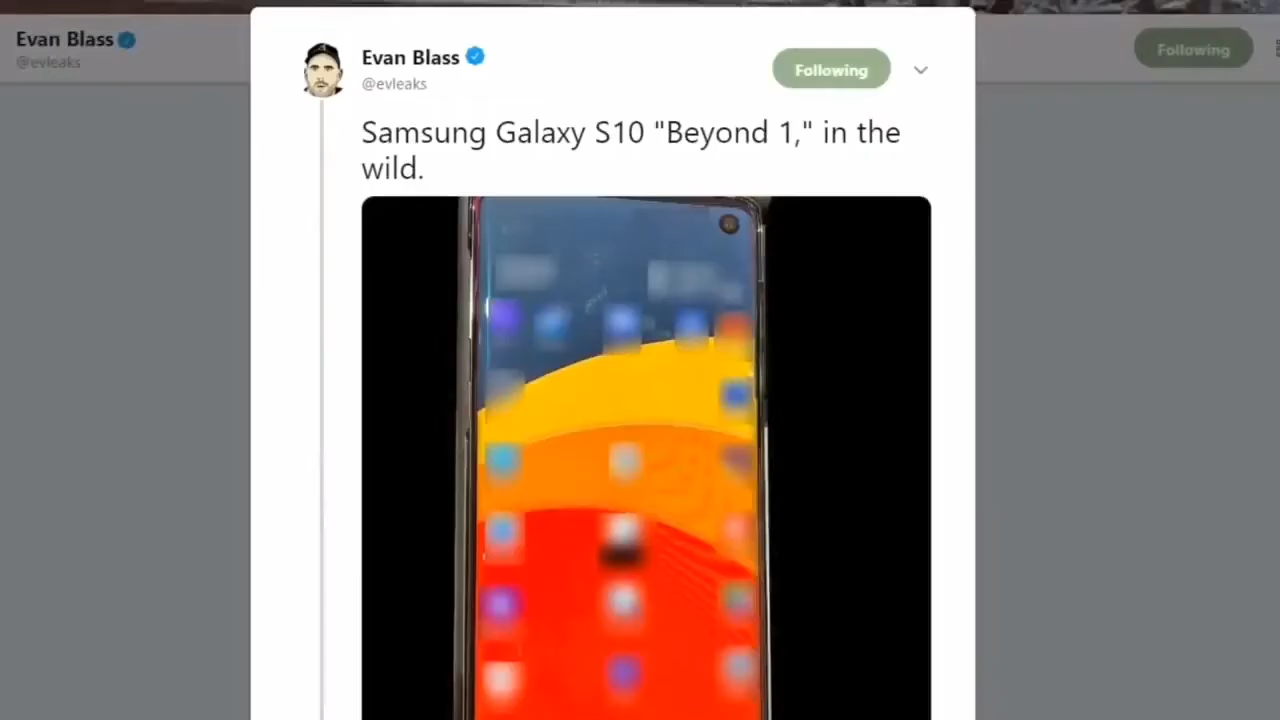 Evan Blass
@evleaks
Following
Evan Blass
@evleaks
Following
Samsung Galaxy S10 "Beyond 1," in the
wild.